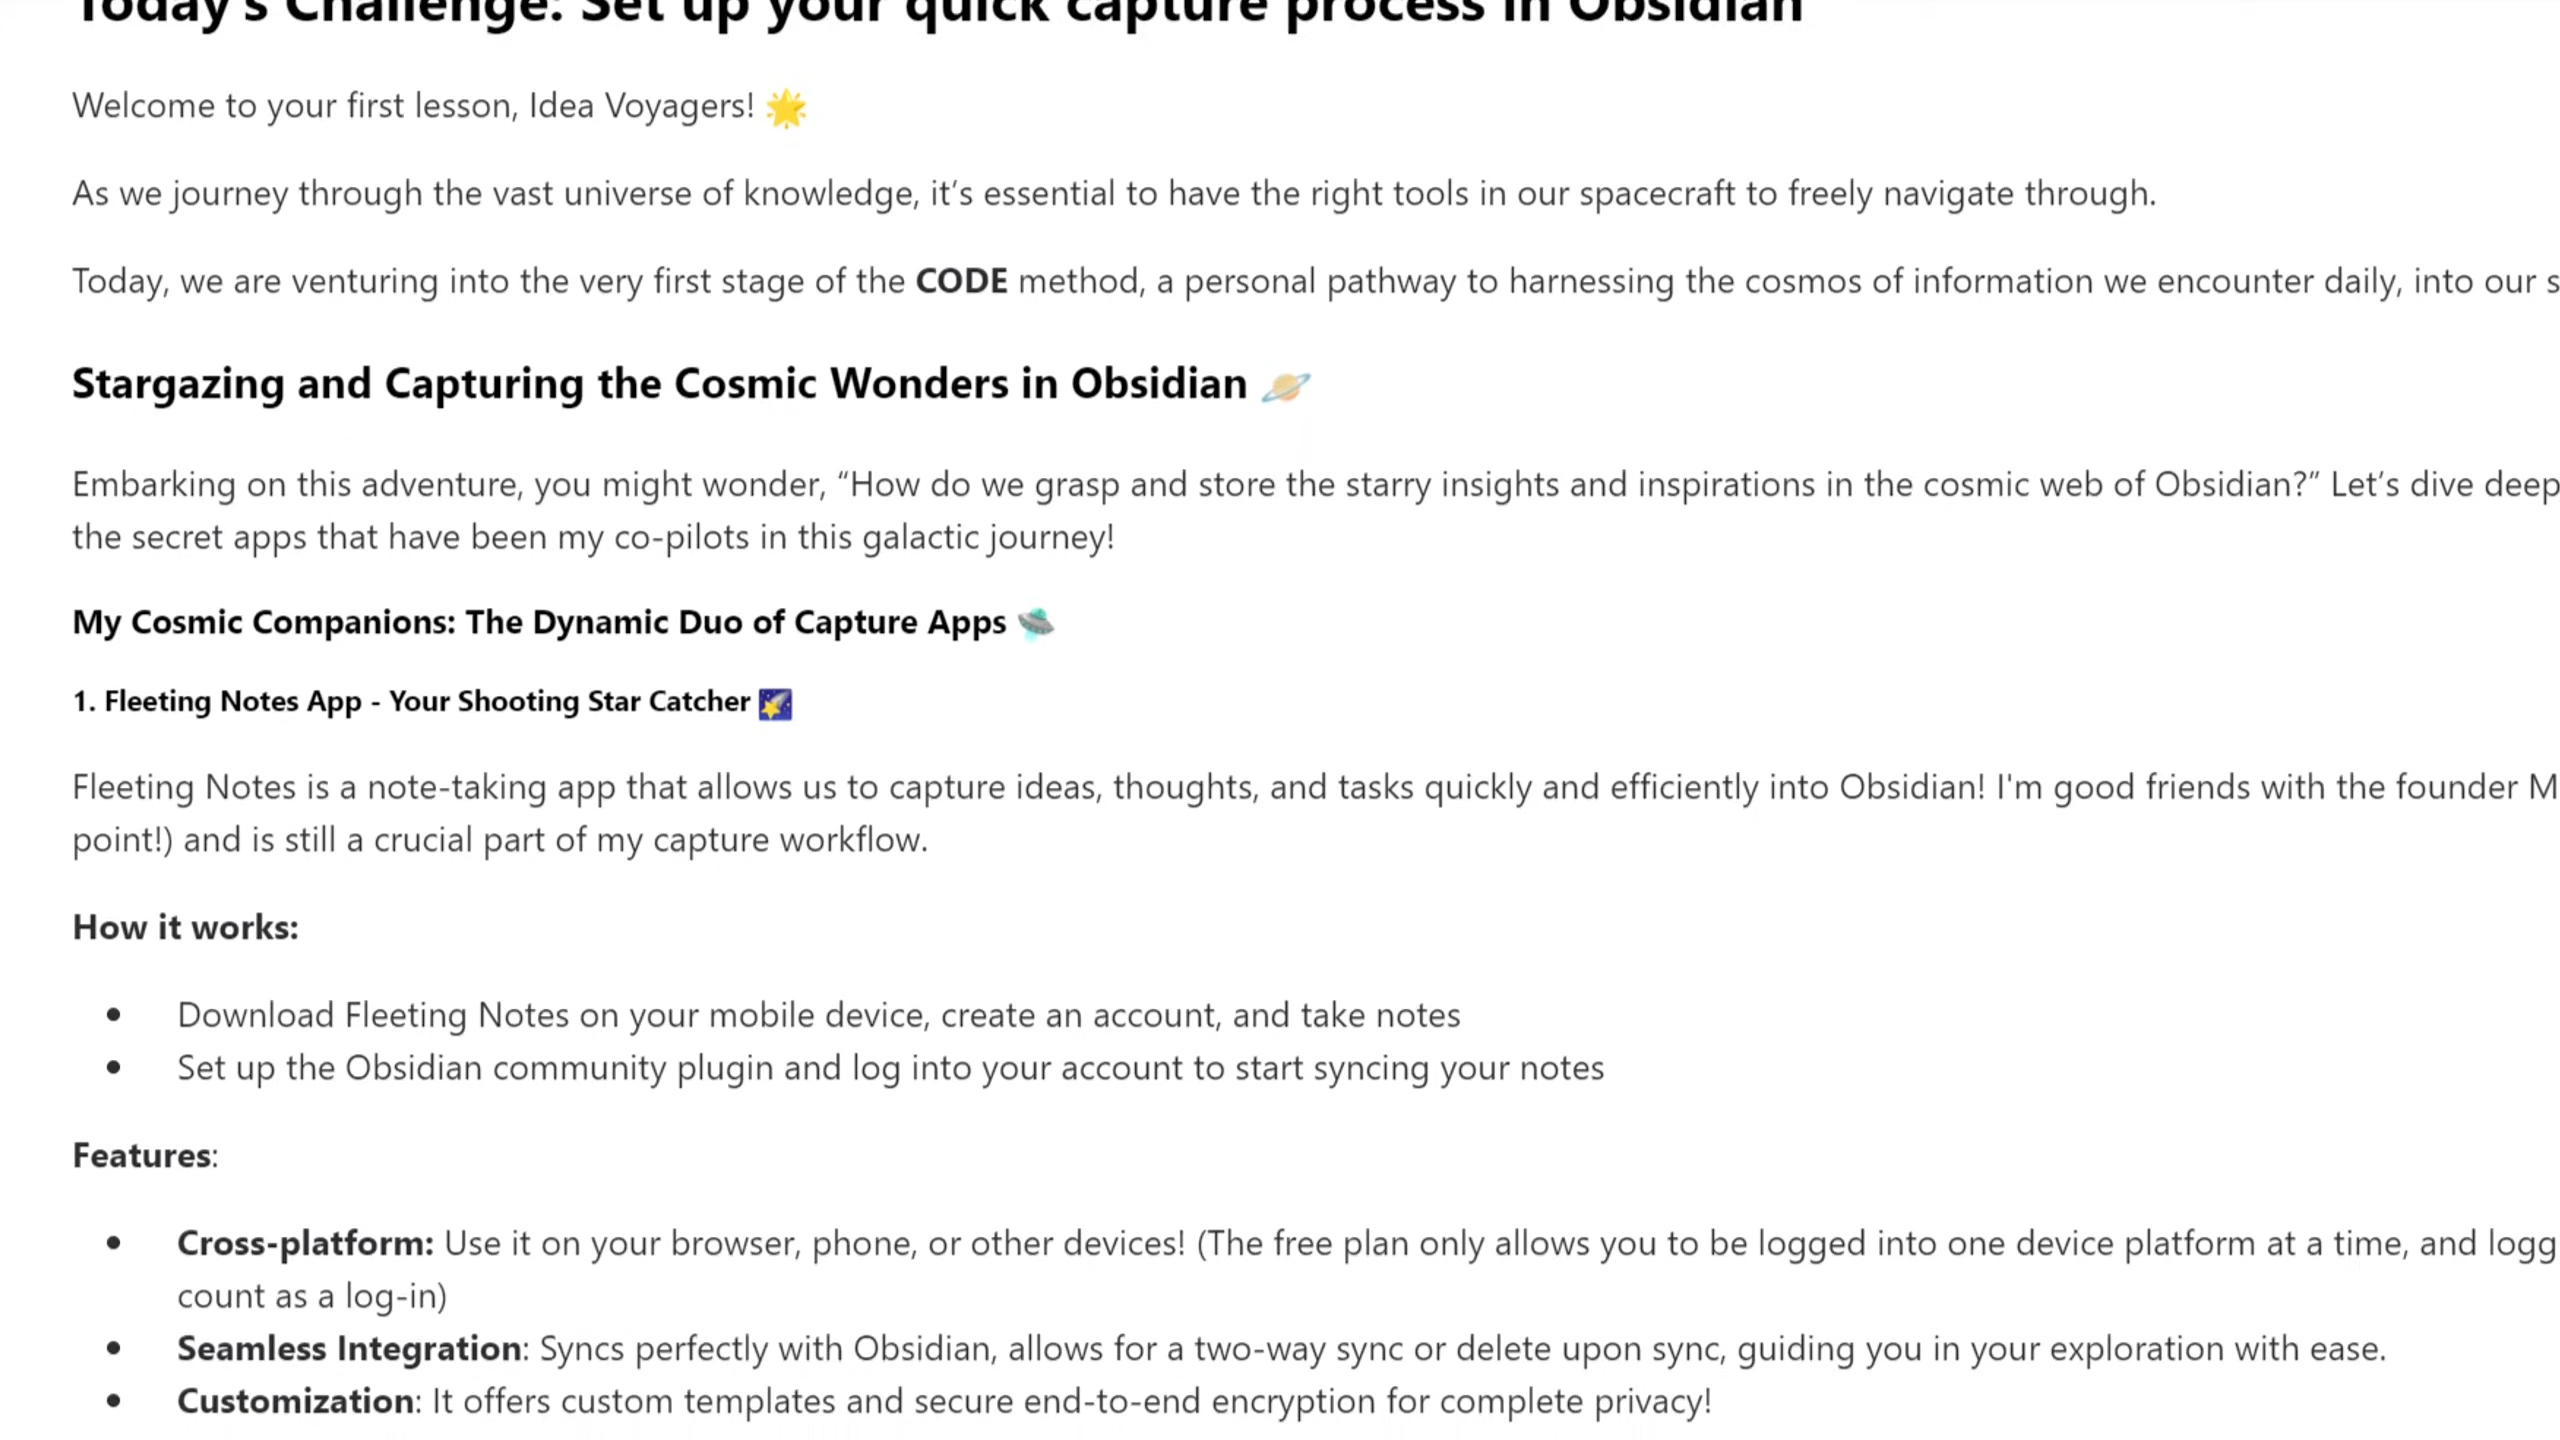 Today's Challenge: Set up your quick capture process in Obsidian
Welcome to your first lesson, Idea Voyagers! 🌟
As we journey through the vast universe of knowledge, it’s essential to have the right tools in our spacecraft to freely navigate through.
Today, we are venturing into the very first stage of the CODE method, a personal pathway to harnessing the cosmos of information we encounter daily, into our s
Stargazing and Capturing the Cosmic Wonders in Obsidian 🪐
Embarking on this adventure, you might wonder, “How do we grasp and store the starry insights and inspirations in the cosmic web of Obsidian?” Let’s dive deep
the secret apps that have been my co-pilots in this galactic journey!
My Cosmic Companions: The Dynamic Duo of Capture Apps 🛸
1. Fleeting Notes App - Your Shooting Star Catcher 🌠
Fleeting Notes is a note-taking app that allows us to capture ideas, thoughts, and tasks quickly and efficiently into Obsidian! I'm good friends with the founder M
point!) and is still a crucial part of my capture workflow.
How it works:
• Download Fleeting Notes on your mobile device, create an account, and take notes
• Set up the Obsidian community plugin and log into your account to start syncing your notes
Features:
• Cross-platform: Use it on your browser, phone, or other devices! (The free plan only allows you to be logged into one device platform at a time, and logg
count as a log-in)
• Seamless Integration: Syncs perfectly with Obsidian, allows for a two-way sync or delete upon sync, guiding you in your exploration with ease.
• Customization: It offers custom templates and secure end-to-end encryption for complete privacy!